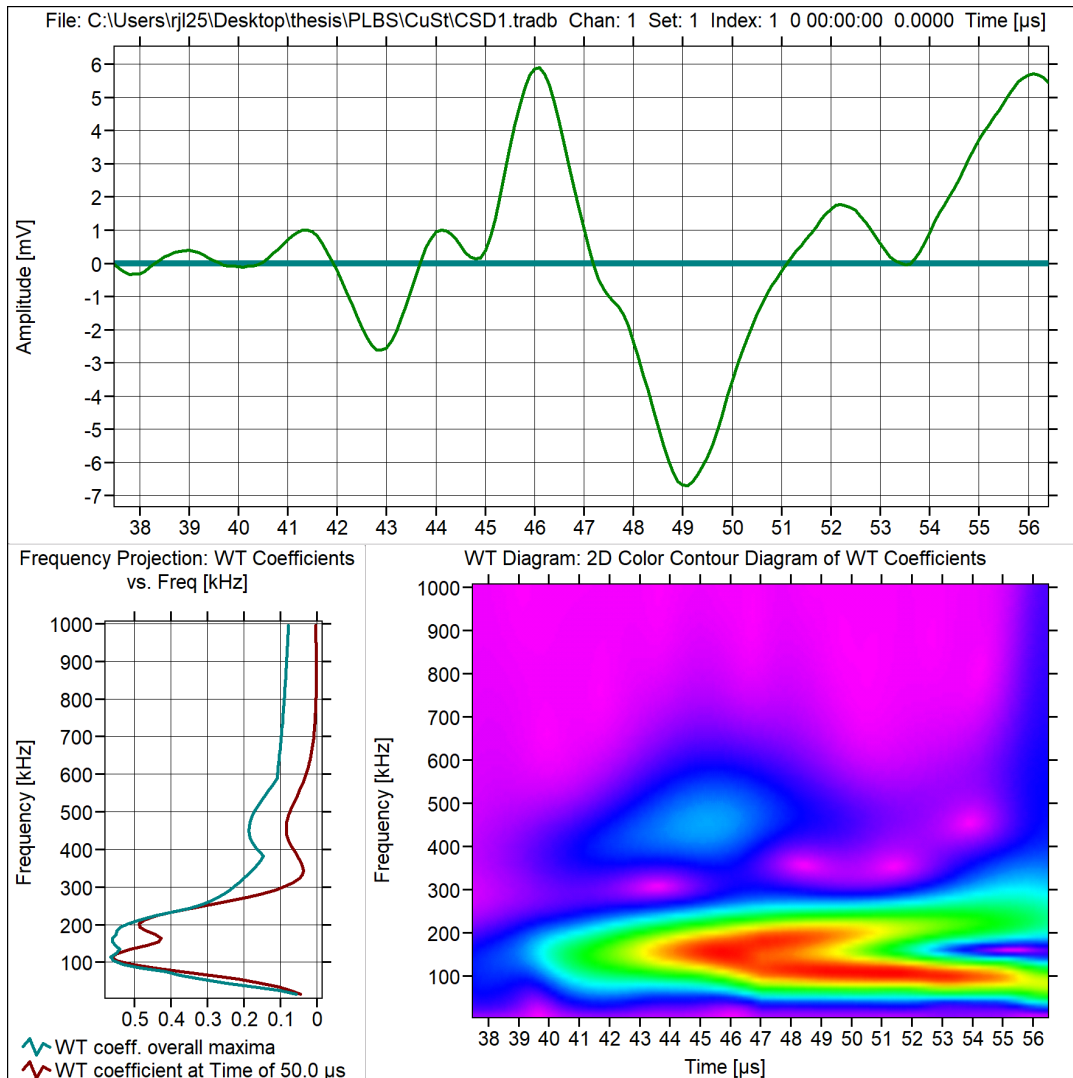 File: C:\Users\rjl25\Desktop\thesis\PLBS\CuSt\CSD1.tradb  Chan: 1  Set: 1  Index: 1  0 00:00:00  0.0000  Time [µs]
6
5
4
3
2
1
0
-1
-2
-3
-4
-5
-6
-7
Amplitude [mV]
38 39 40 41 42 43 44 45 46 47 48 49 50 51 52 53 54 55 56
Frequency Projection: WT Coefficients
vs. Freq [kHz]
1000
900
800
700
600
500
400
300
200
100
Frequency [kHz]
0.5 0.4 0.3 0.2 0.1 0
WT coeff. overall maxima
WT coefficient at Time of 50.0 µs
WT Diagram: 2D Color Contour Diagram of WT Coefficients
1000
900
800
700
600
500
400
300
200
100
Frequency [kHz]
38 39 40 41 42 43 44 45 46 47 48 49 50 51 52 53 54 55 56
Time [µs]